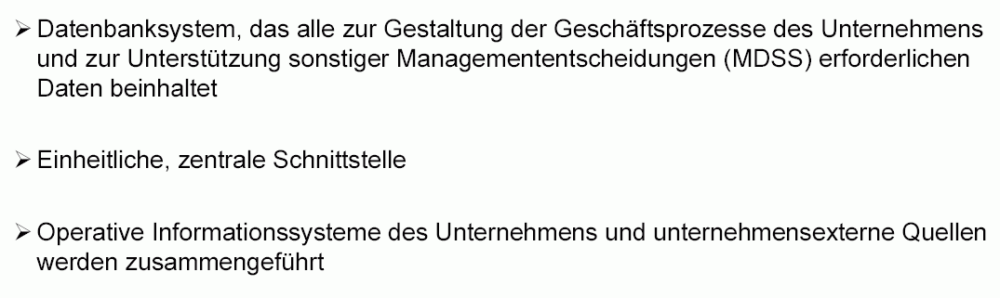 ➢ Datenbanksystem, das alle zur Gestaltung der Geschäftsprozesse des Unternehmens
und zur Unterstützung sonstiger Managemententscheidungen (MDSS) erforderlichen
Daten beinhaltet
➢ Einheitliche, zentrale Schnittstelle
➢ Operative Informationssysteme des Unternehmens und unternehmensexterne Quellen
werden zusammengeführt